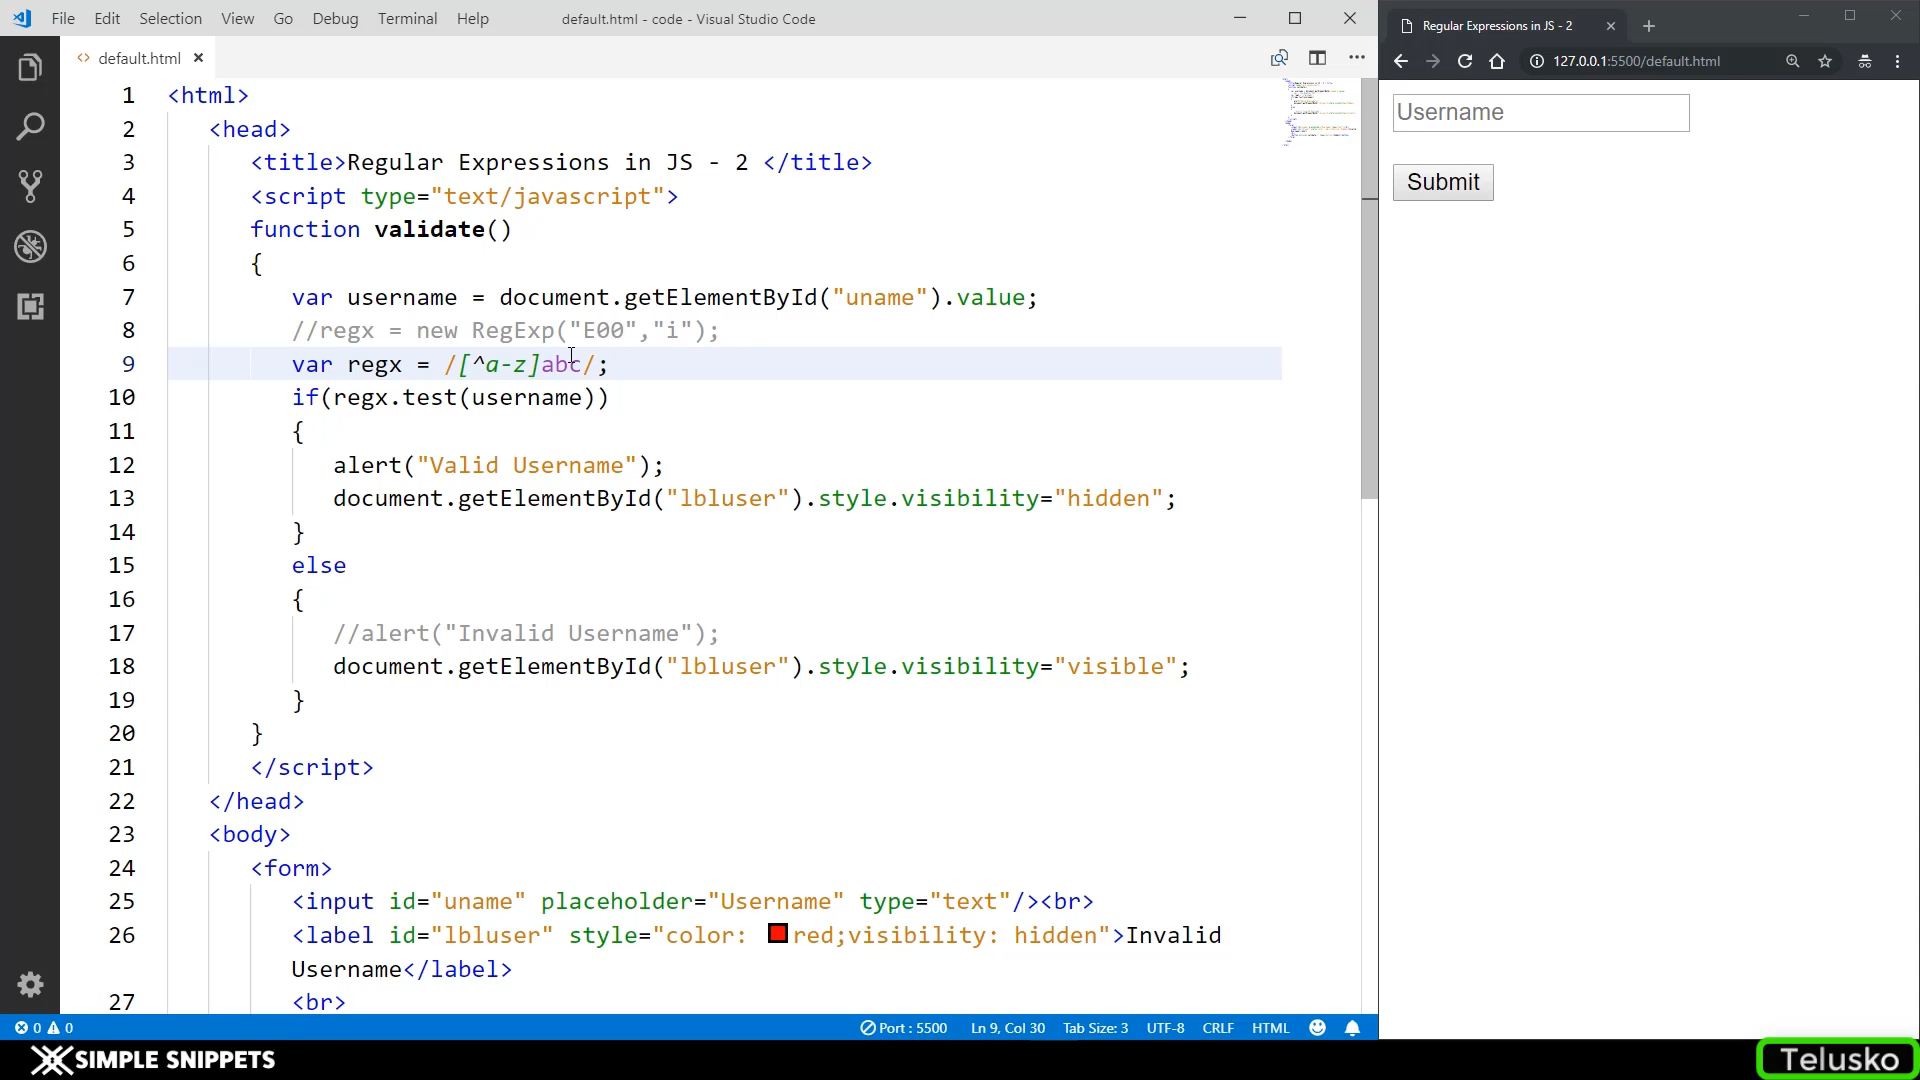 File Edit Selection View Go Debug Terminal Help
default.html - code - Visual Studio Code
default.html
1 <html>
2 <head>
3 <title>Regular Expressions in JS - 2 </title>
4 <script type="text/javascript">
5 function validate()
6 {
7 var username = document.getElementById("uname").value;
8 //regx = new RegExp("E00","i");
9 var regx = /[^a-z]abc/;
10 if(regx.test(username))
11 {
12 alert("Valid Username");
13 document.getElementById("lbluser").style.visibility="hidden";
14 }
15 else
16 {
17 //alert("Invalid Username");
18 document.getElementById("lbluser").style.visibility="visible";
19 }
20 }
21 </script>
22 </head>
23 <body>
24 <form>
25 <input id="uname" placeholder="Username" type="text"/><br>
26 <label id="lbluser" style="color: red;visibility: hidden">Invalid
Username</label>
27 <br>
0 0 Port : 5500 Ln 9, Col 30 Tab Size: 3 UTF-8 CRLF HTML
Regular Expressions in JS - 2
127.0.0.1:5500/default.html
Username
Submit
SIMPLE SNIPPETS
Telusko